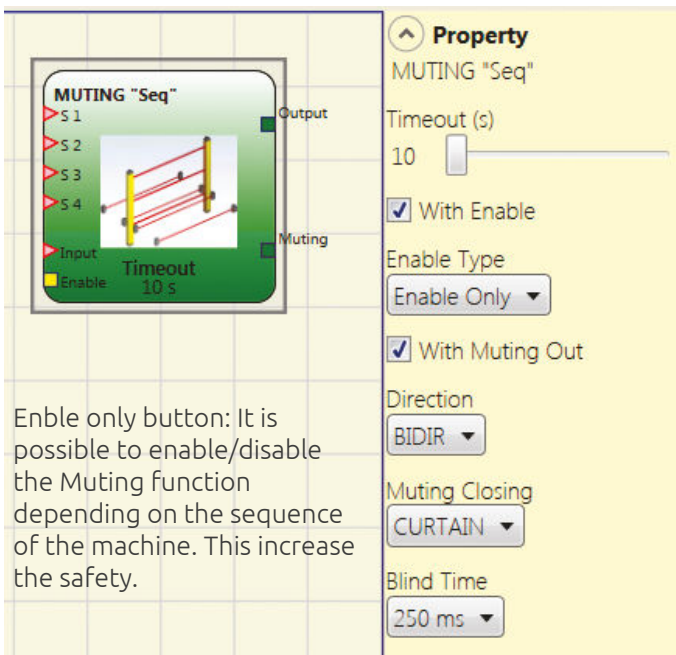 MUTING "Seq"
S 1
S 2
S 3
S 4
Input
Enable
Timeout
10 s
Output
Muting
Enble only button: It is
possible to enable/disable
the Muting function
depending on the sequence
of the machine. This increase
the safety.
Property
MUTING "Seq"
Timeout (s)
10
With Enable
Enable Type
Enable Only
With Muting Out
Direction
BIDIR
Muting Closing
CURTAIN
Blind Time
250 ms